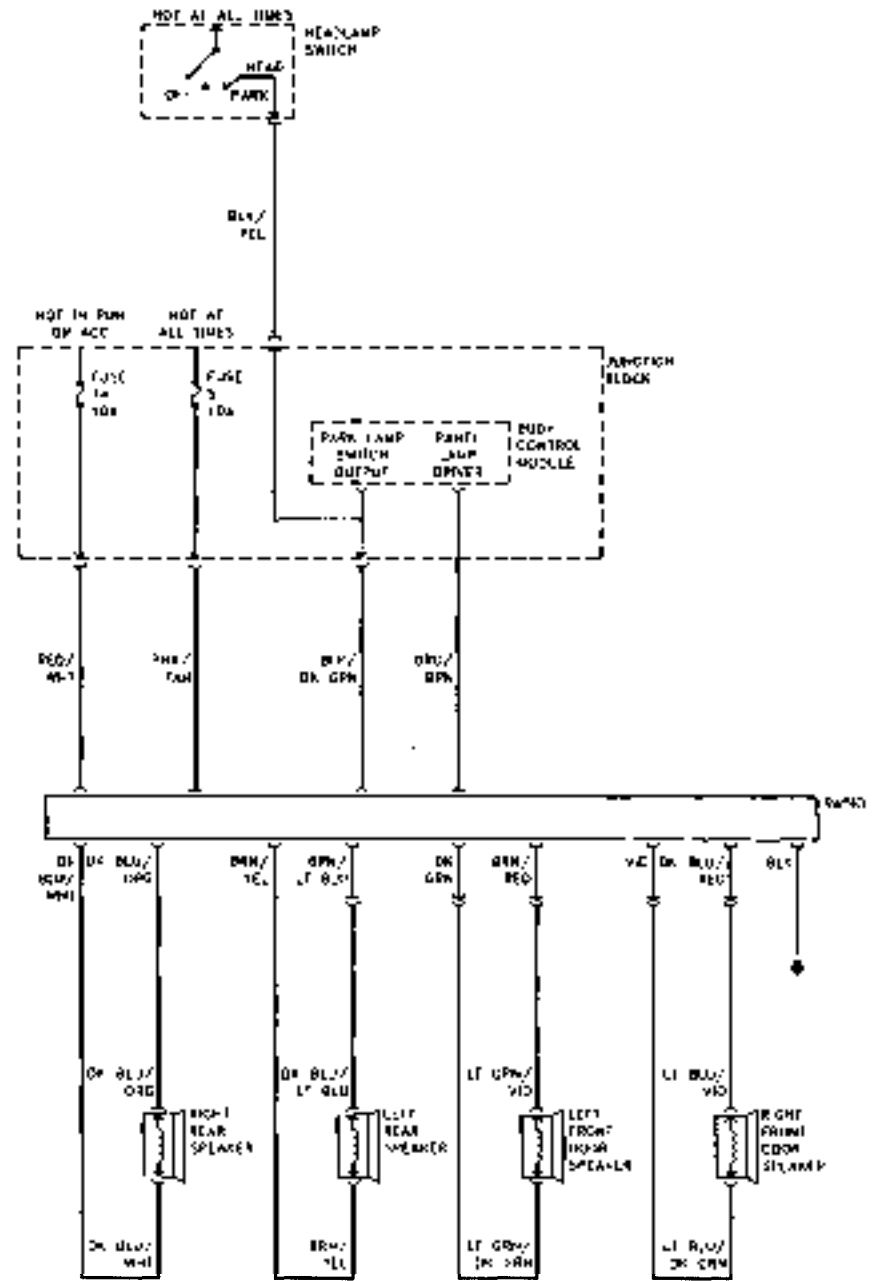 HOT AT ALL TIMES
HEADLAMP
SWITCH
HEAD
PARK
BLK/
YEL
HOT IN RUN
OR ACC
HOT AT
ALL TIMES
JUNCTION
BLOCK
FUSE
10A
FUSE
10A
PARK LAMP
SWITCH
OUTPUT
PANEL
LAMP
DRIVER
BODY
CONTROL
MODULE
RED/
WHT
PNK/
TAN
BLK/
DK GRN
ORG/
BRN
RADIO
DK
BLU/
WHT
DK BLU/
ORG
BRN/
YEL
BRN/
LT BLU
DK
GRN
BRN/
RED
VIO
DK BLU/
RED
BLK
DK BLU/
ORG
DK BLU/
LT BLU
LT GRN/
VIO
LT BLU/
VIO
RIGHT
REAR
SPEAKER
LEFT
REAR
SPEAKER
LEFT
FRONT
DOOR
SPEAKER
RIGHT
FRONT
DOOR
SPEAKER
DK BLU/
WHT
BRN/
YEL
LT GRN/
DK GRN
LT BLU/
DK GRN